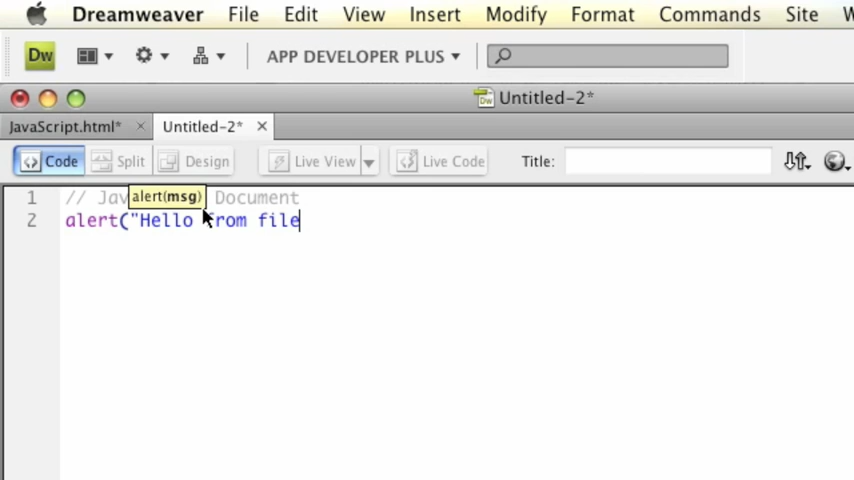 Dreamweaver File Edit View Insert Modify Format Commands Site
Dw APP DEVELOPER PLUS
Untitled-2*
JavaScript.html* Untitled-2*
Code Split Design Live View Live Code Title:
alert(msg)
1 // Jav Document
2 alert("Hello from file